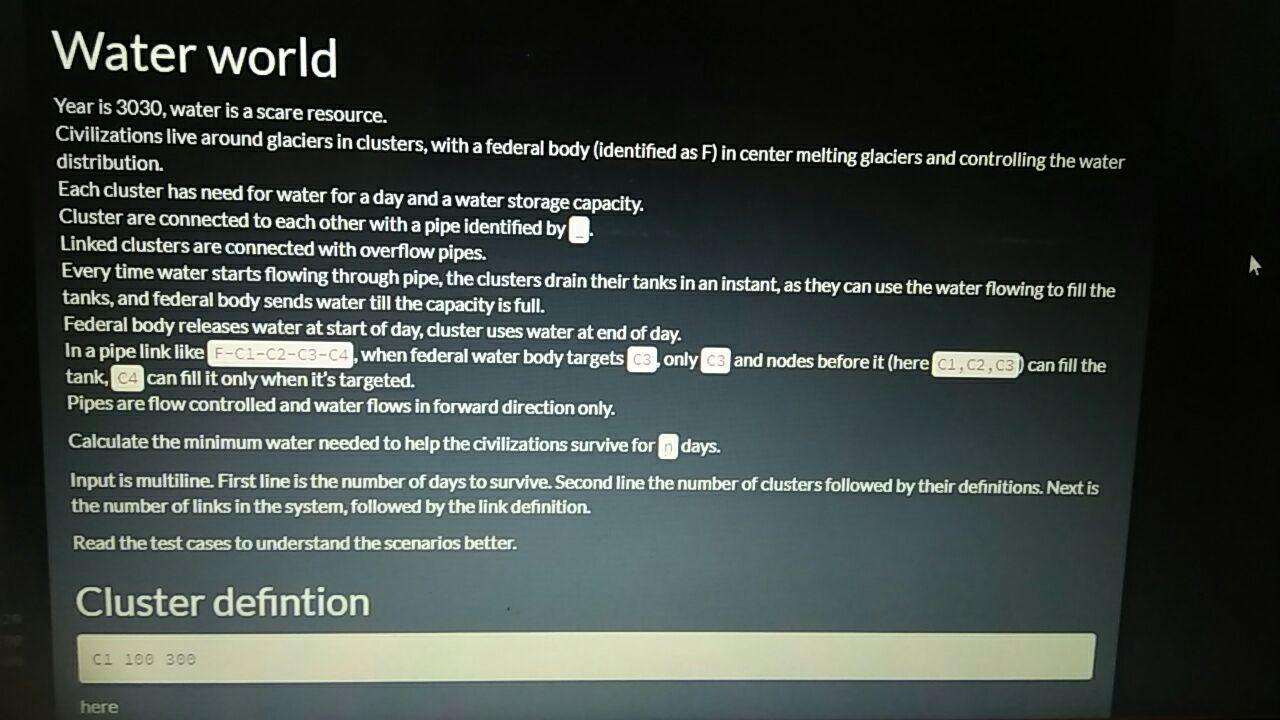 Water world
Year is 3030, water is a scare resource.
Civilizations live around glaciers in clusters, with a federal body (identified as F) in center melting glaciers and controlling the water
distribution.
Each cluster has need for water for a day and a water storage capacity.
Cluster are connected to each other with a pipe identified by _.
Linked clusters are connected with overflow pipes.
Every time water starts flowing through pipe, the clusters drain their tanks in an instant, as they can use the water flowing to fill the
tanks, and federal body sends water till the capacity is full.
Federal body releases water at start of day, cluster uses water at end of day.
In a pipe link like F-C1-C2-C3-C4, when federal water body targets C3, only C3 and nodes before it (here C1,C2,C3) can fill the
tank, C4 can fill it only when it's targeted.
Pipes are flow controlled and water flows in forward direction only.
Calculate the minimum water needed to help the civilizations survive for n days.
Input is multiline. First line is the number of days to survive. Second line the number of clusters followed by their definitions. Next is
the number of links in the system, followed by the link definition.
Read the test cases to understand the scenarios better.
Cluster defintion
C1 100 300
here